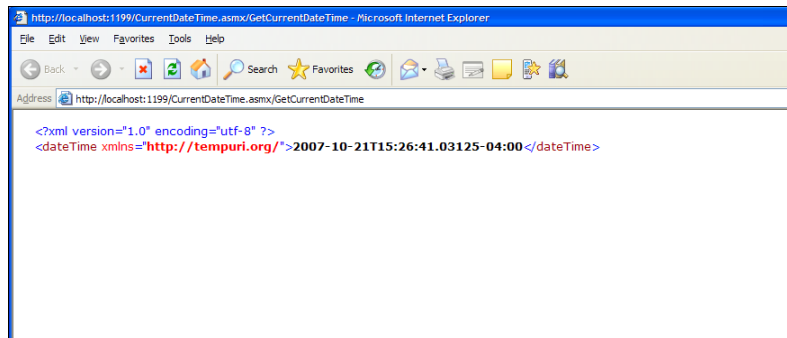 http://localhost:1199/CurrentDateTime.asmx/GetCurrentDateTime - Microsoft Internet Explorer
File Edit View Favorites Tools Help
Back Search Favorites
Address http://localhost:1199/CurrentDateTime.asmx/GetCurrentDateTime
<?xml version="1.0" encoding="utf-8" ?>
<dateTime xmlns="http://tempuri.org/">2007-10-21T15:26:41.03125-04:00</dateTime>